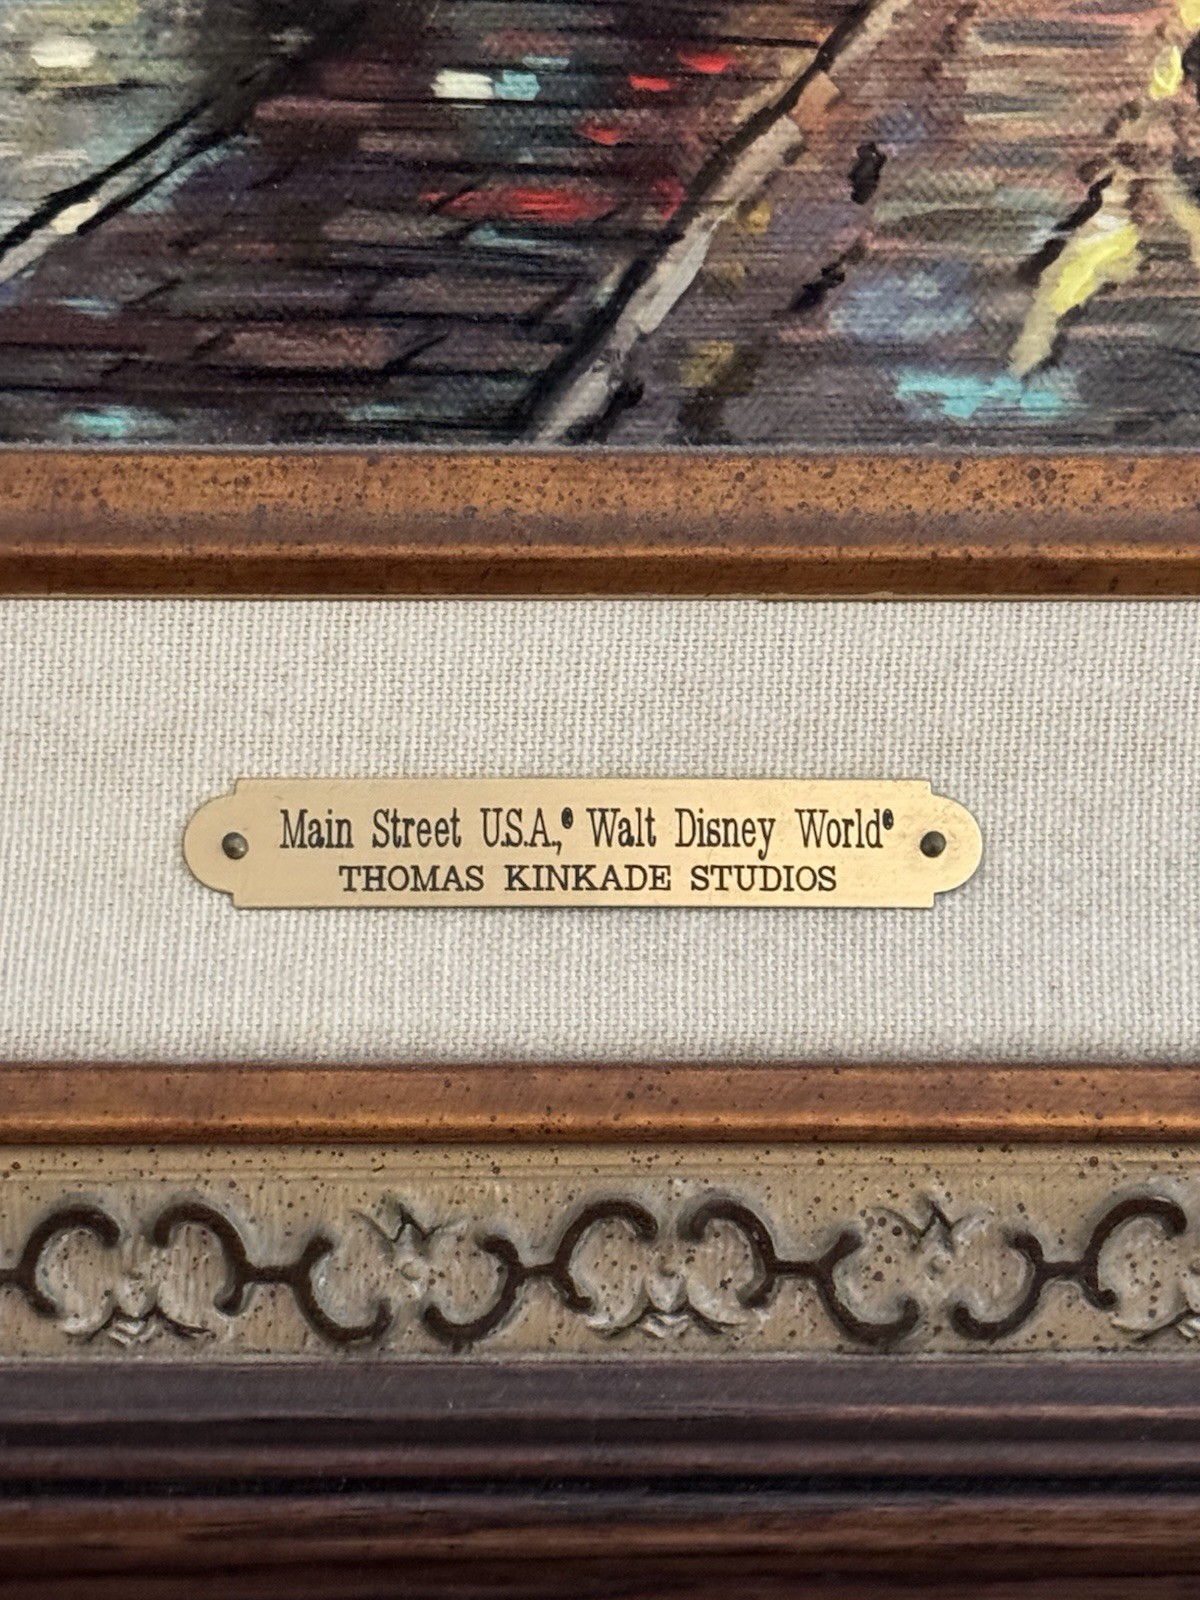 Main Street U.S.A.,® Walt Disney World®
THOMAS KINKADE STUDIOS